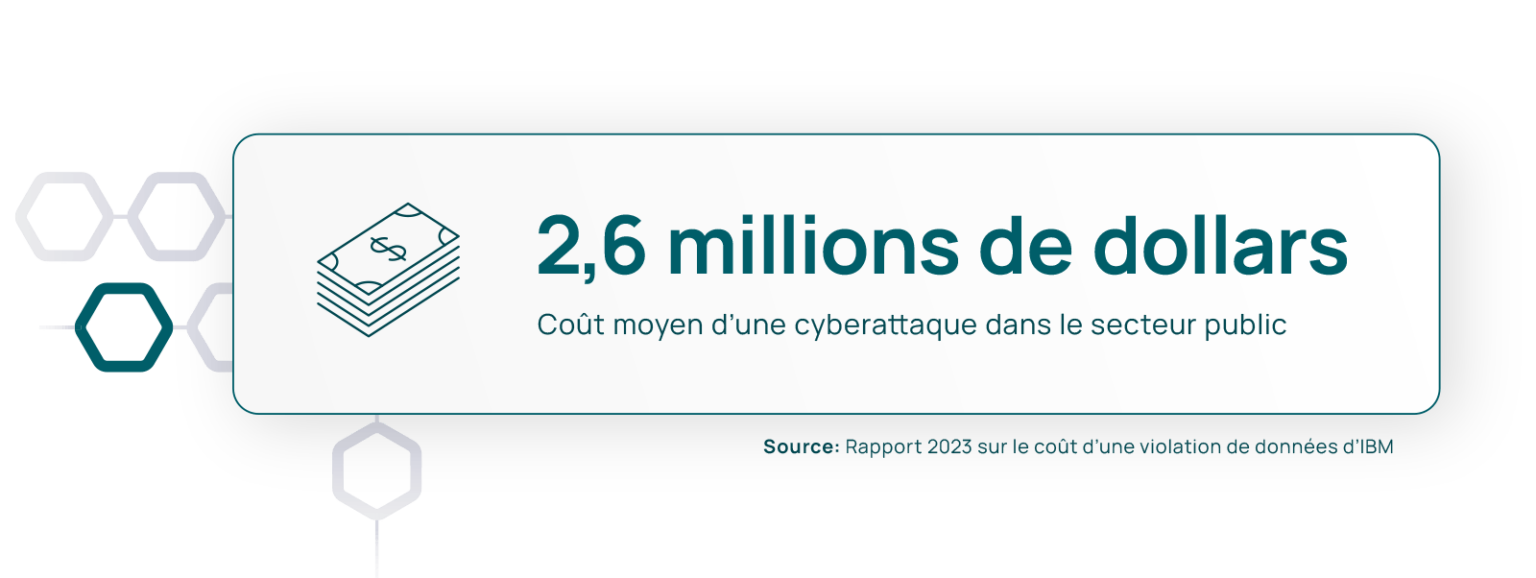 2,6 millions de dollars
Coût moyen d’une cyberattaque dans le secteur public
Source: Rapport 2023 sur le coût d’une violation de données d’IBM